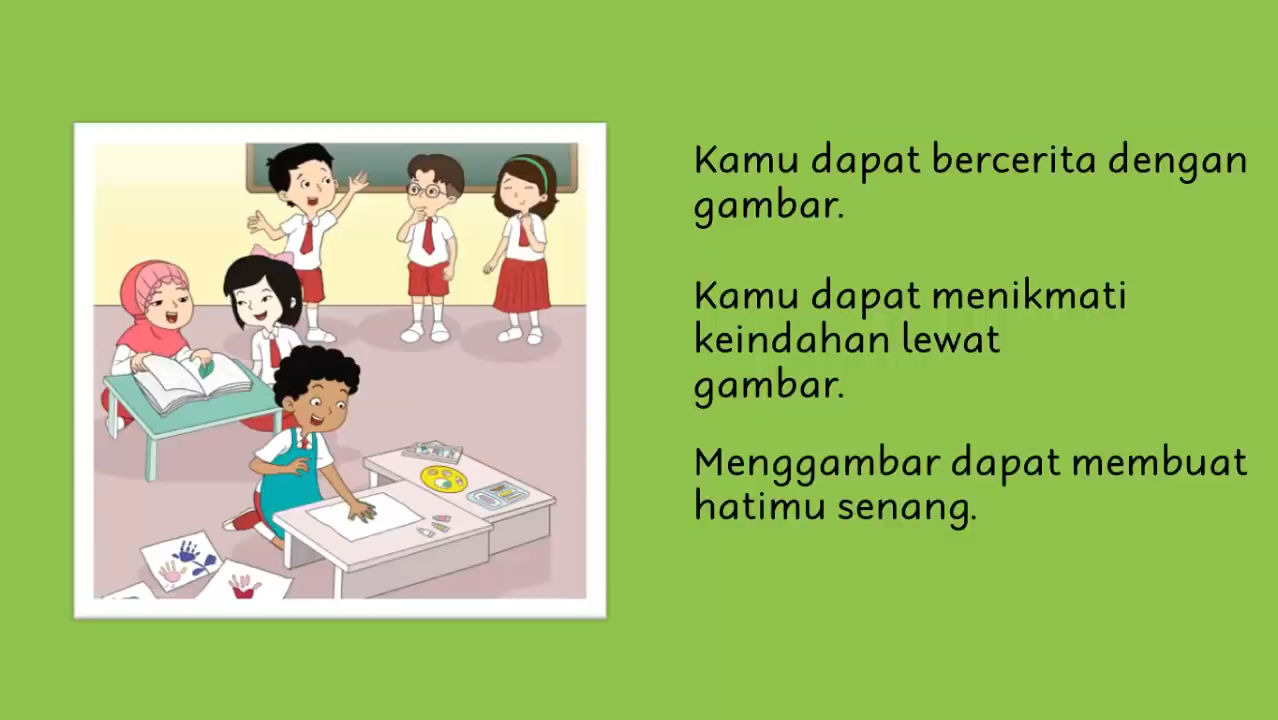 Kamu dapat bercerita dengan
gambar.
Kamu dapat menikmati
keindahan lewat
gambar.
Menggambar dapat membuat
hatimu senang.